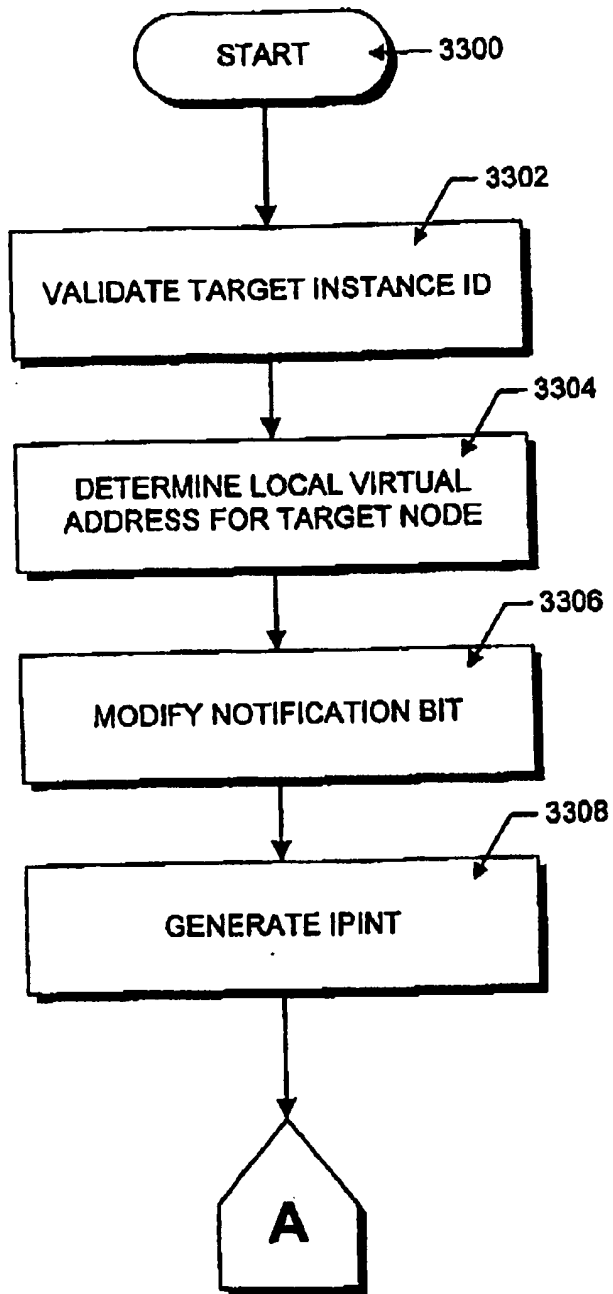 START
3300
3302
VALIDATE TARGET INSTANCE ID
3304
DETERMINE LOCAL VIRTUAL
ADDRESS FOR TARGET NODE
3306
MODIFY NOTIFICATION BIT
3308
GENERATE IPINT
A